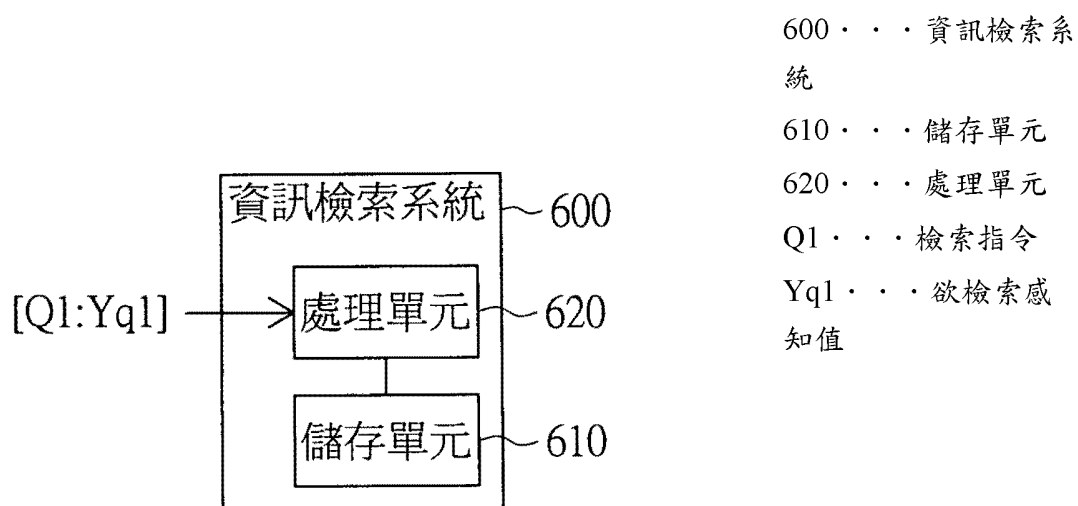 資訊檢索系統
600
[Q1:Yq1]
處理單元
620
儲存單元
610
600・・・資訊檢索系
統
610・・・儲存單元
620・・・處理單元
Q1・・・檢索指令
Yq1・・・欲檢索感
知值